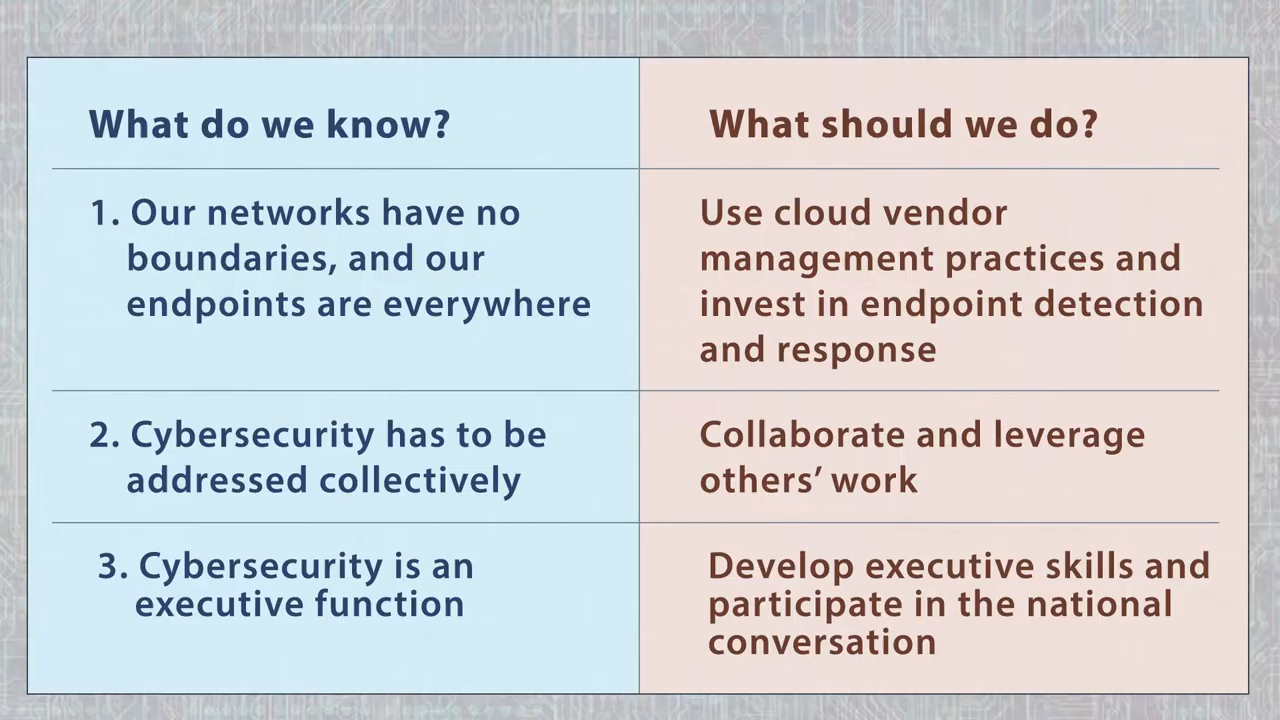 What do we know?
What should we do?
1. Our networks have no
boundaries, and our
endpoints are everywhere
Use cloud vendor
management practices and
invest in endpoint detection
and response
2. Cybersecurity has to be
addressed collectively
Collaborate and leverage
others’ work
3. Cybersecurity is an
executive function
Develop executive skills and
participate in the national
conversation